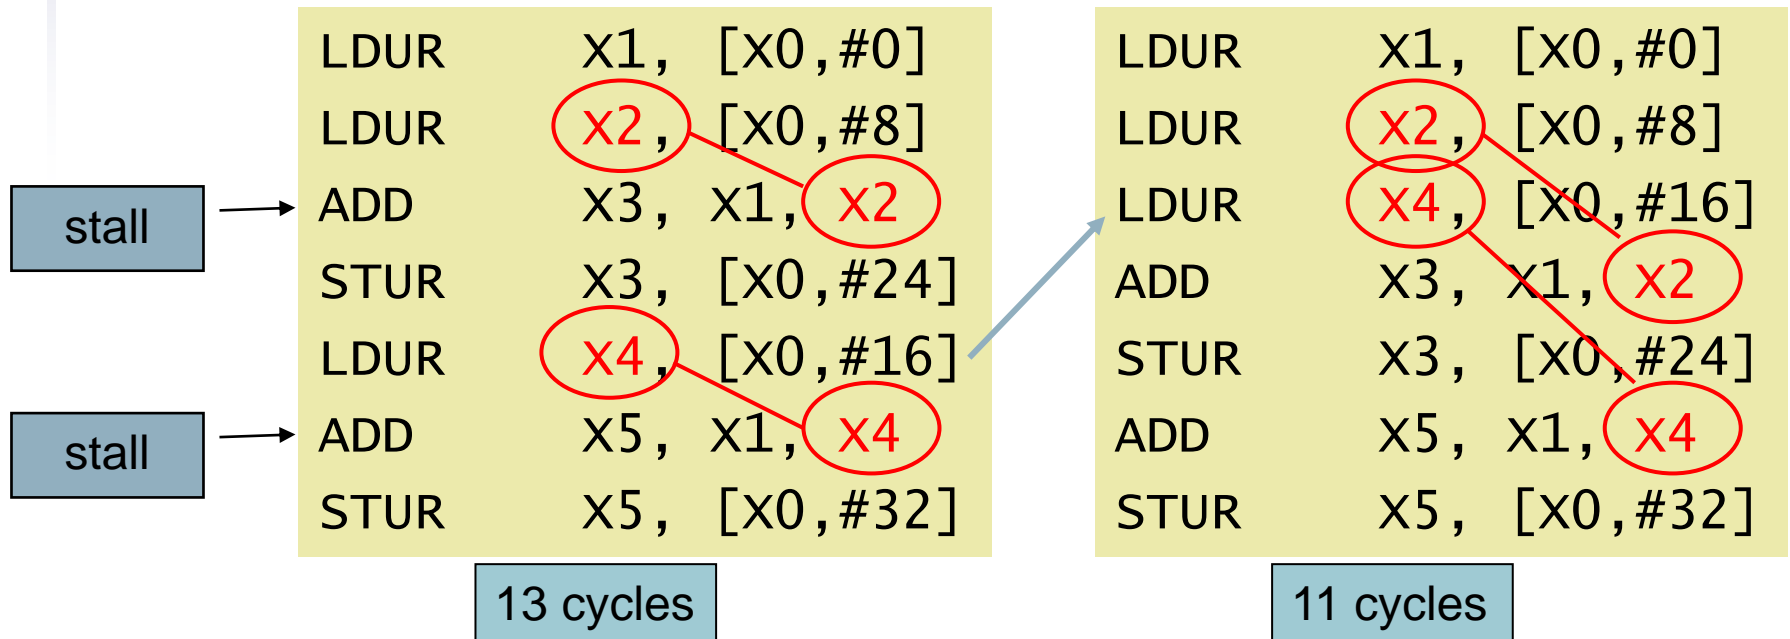 LDUR X1, [X0,#0]
LDUR X2, [X0,#8]
stall
ADD X3, X1, X2
STUR X3, [X0,#24]
LDUR X4, [X0,#16]
stall
ADD X5, X1, X4
STUR X5, [X0,#32]
13 cycles
LDUR X1, [X0,#0]
LDUR X2, [X0,#8]
LDUR X4, [X0,#16]
ADD X3, X1, X2
STUR X3, [X0,#24]
ADD X5, X1, X4
STUR X5, [X0,#32]
11 cycles